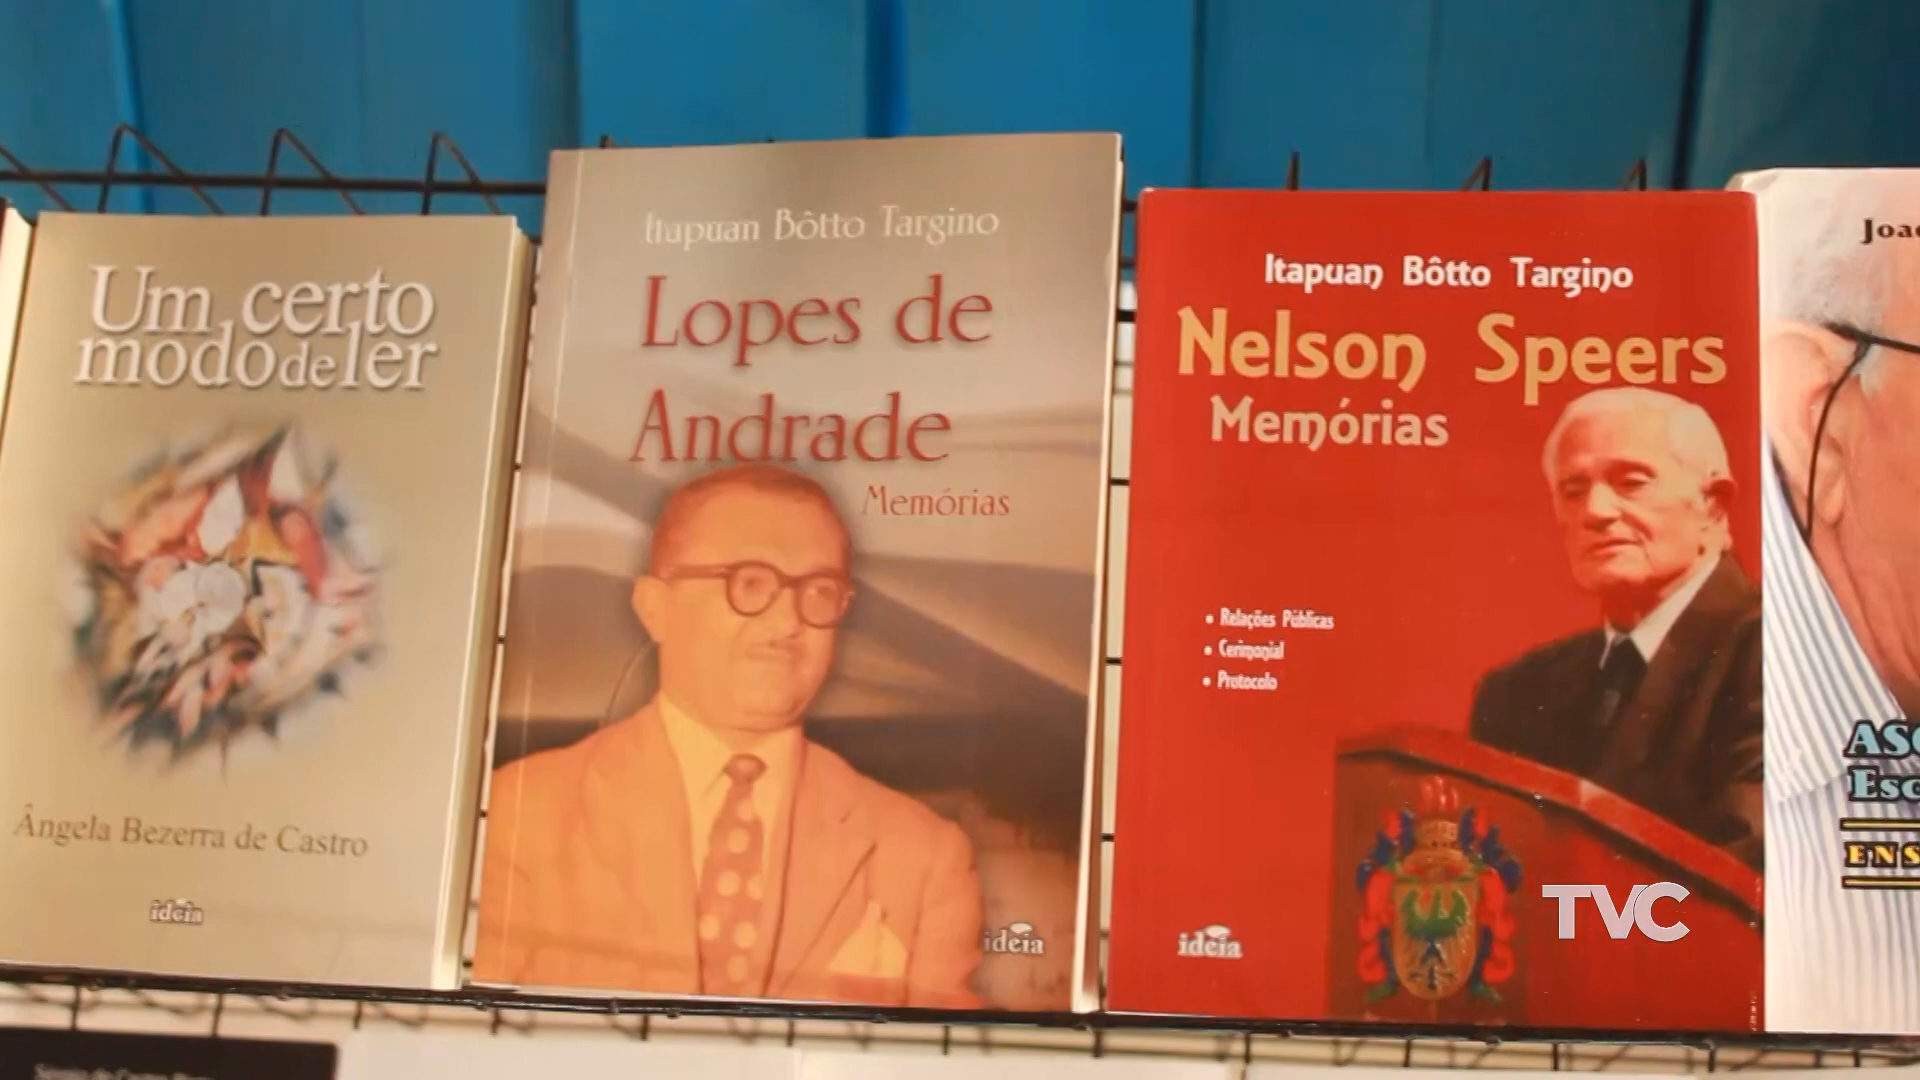 Um certo
modo de ler
Ângela Bezerra de Castro
ideia
Itapuan Bôtto Targino
Lopes de
Andrade
Memórias
ideia
Itapuan Bôtto Targino
Nelson Speers
Memórias
• Relações Públicas
• Cerimonial
• Protocolo
ideia
TVC